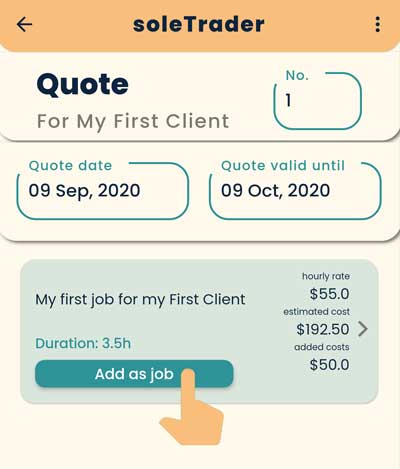 soleTrader
Quote
No.
1
For My First Client
Quote date
09 Sep, 2020
Quote valid until
09 Oct, 2020
My first job for my First Client
hourly rate
$55.0
estimated cost
$192.50
added costs
$50.0
Duration: 3.5h
Add as job